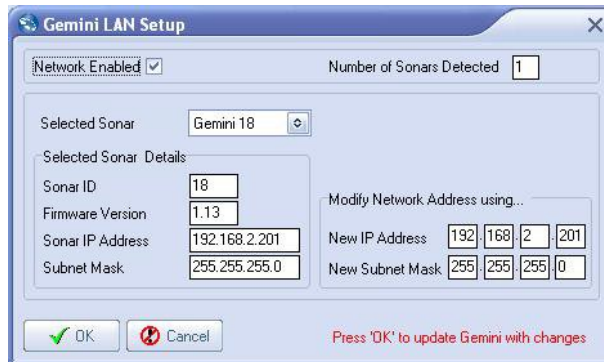 Gemini LAN Setup
Network Enabled
Number of Sonars Detected 1
Selected Sonar Gemini 18
Selected Sonar Details
Sonar ID 18
Firmware Version 1.13
Sonar IP Address 192.168.2.201
Subnet Mask 255.255.255.0
Modify Network Address using...
New IP Address 192 . 168 . 2 . 201
New Subnet Mask 255 . 255 . 255 . 0
OK
Cancel
Press 'OK' to update Gemini with changes